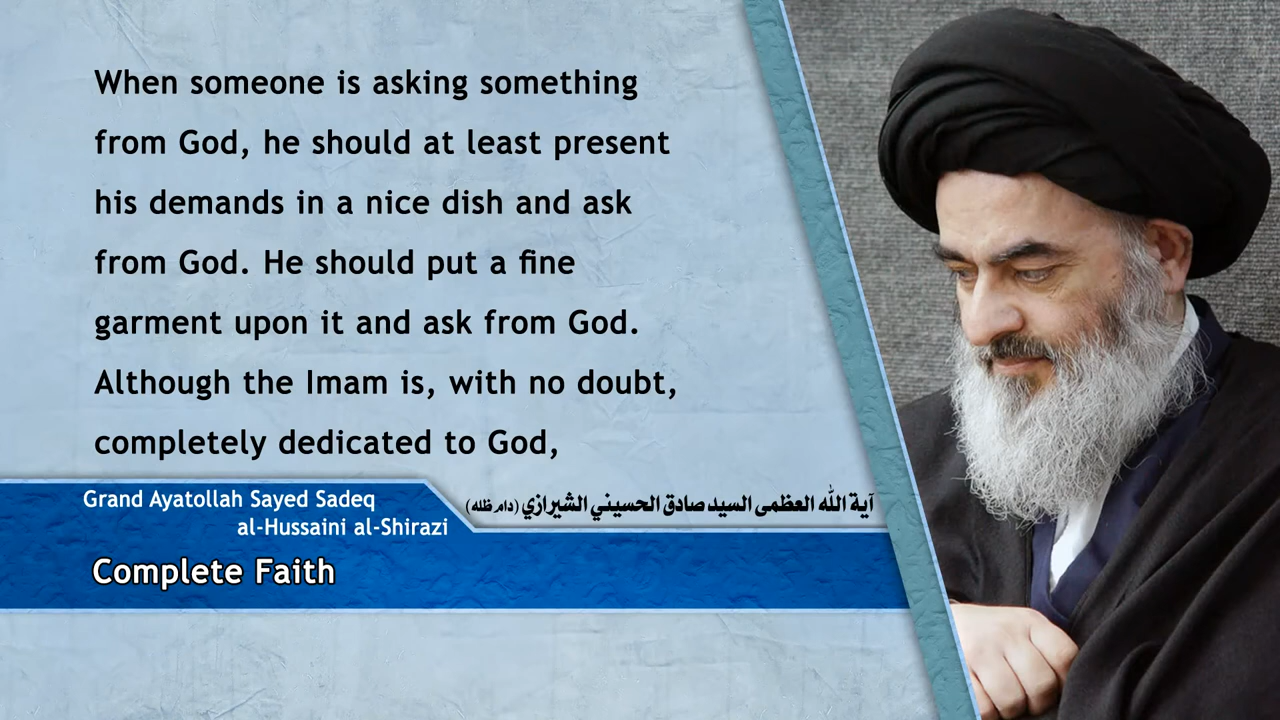 When someone is asking something
from God, he should at least present
his demands in a nice dish and ask
from God. He should put a fine
garment upon it and ask from God.
Although the Imam is, with no doubt,
completely dedicated to God,
Grand Ayatollah Sayed Sadeq
al-Hussaini al-Shirazi
آية الله العظمى السيد صادق الحسيني الشيرازي (دام ظله)
Complete Faith